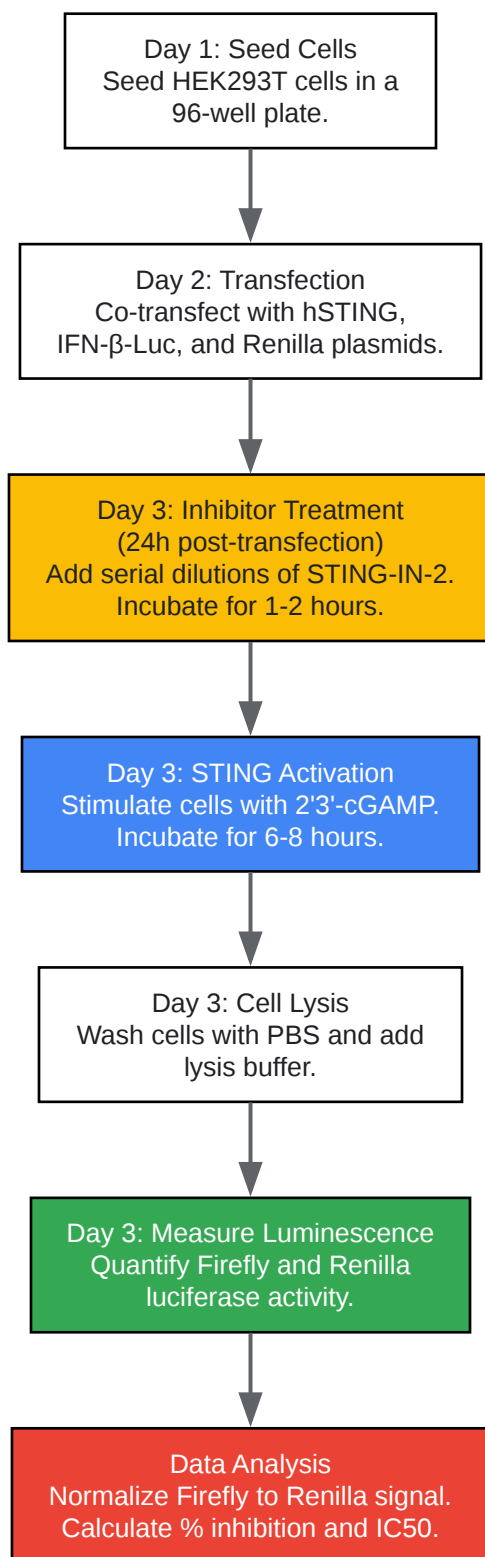 Day 1: Seed Cells
Seed HEK293T cells in a
96-well plate.
Day 2: Transfection
Co-transfect with hSTING,
IFN-β-Luc, and Renilla plasmids.
Day 3: Inhibitor Treatment
(24h post-transfection)
Add serial dilutions of STING-IN-2.
Incubate for 1-2 hours.
Day 3: STING Activation
Stimulate cells with 2'3'-cGAMP.
Incubate for 6-8 hours.
Day 3: Cell Lysis
Wash cells with PBS and add
lysis buffer.
Day 3: Measure Luminescence
Quantify Firefly and Renilla
luciferase activity.
Data Analysis
Normalize Firefly to Renilla signal.
Calculate % inhibition and IC50.